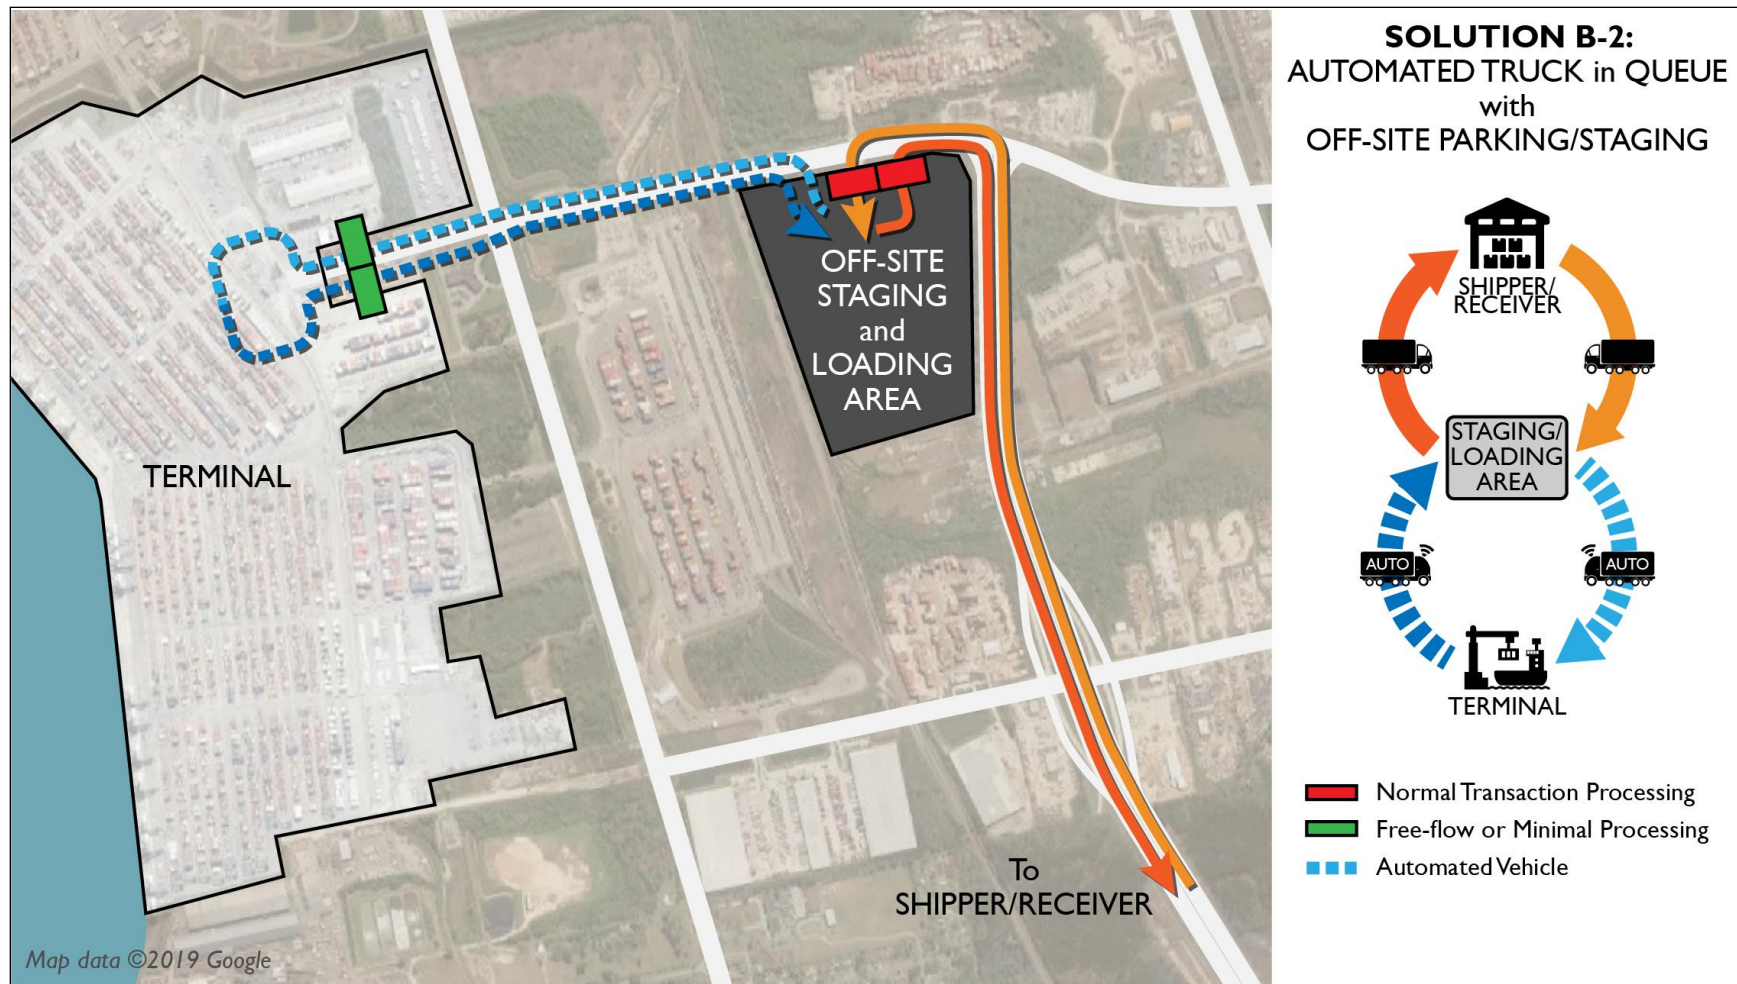 SOLUTION B-2:
AUTOMATED TRUCK in QUEUE
with
OFF-SITE PARKING/STAGING
OFF-SITE
STAGING
and
LOADING
AREA
TERMINAL
To
SHIPPER/RECEIVER
Map data ©2019 Google
SHIPPER/
RECEIVER
STAGING/
LOADING
AREA
AUTO
AUTO
TERMINAL
Normal Transaction Processing
Free-flow or Minimal Processing
Automated Vehicle